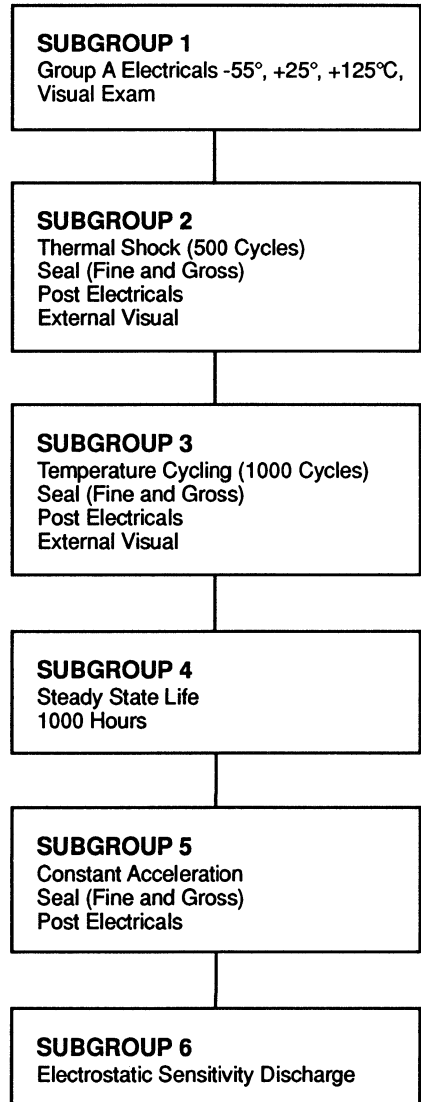 SUBGROUP 1
Group A Electricals -55°, +25°, +125°C,
Visual Exam
SUBGROUP 2
Thermal Shock (500 Cycles)
Seal (Fine and Gross)
Post Electricals
External Visual
SUBGROUP 3
Temperature Cycling (1000 Cycles)
Seal (Fine and Gross)
Post Electricals
External Visual
SUBGROUP 4
Steady State Life
1000 Hours
SUBGROUP 5
Constant Acceleration
Seal (Fine and Gross)
Post Electricals
SUBGROUP 6
Electrostatic Sensitivity Discharge